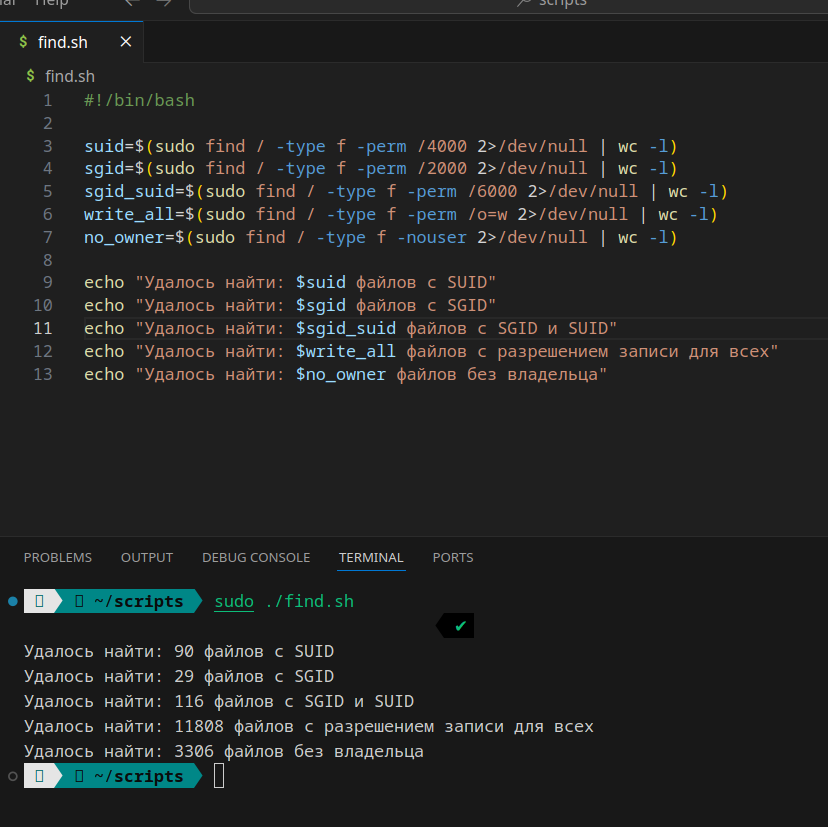 Help
scripts
$ find.sh
$ find.sh
1 #!/bin/bash
2
3 suid=$(sudo find / -type f -perm /4000 2>/dev/null | wc -l)
4 sgid=$(sudo find / -type f -perm /2000 2>/dev/null | wc -l)
5 sgid_suid=$(sudo find / -type f -perm /6000 2>/dev/null | wc -l)
6 write_all=$(sudo find / -type f -perm /o=w 2>/dev/null | wc -l)
7 no_owner=$(sudo find / -type f -nouser 2>/dev/null | wc -l)
8
9 echo "Удалось найти: $suid файлов с SUID"
10 echo "Удалось найти: $sgid файлов с SGID"
11 echo "Удалось найти: $sgid_suid файлов с SGID и SUID"
12 echo "Удалось найти: $write_all файлов с разрешением записи для всех"
13 echo "Удалось найти: $no_owner файлов без владельца"
PROBLEMS OUTPUT DEBUG CONSOLE TERMINAL PORTS
~/scripts sudo ./find.sh
✔
Удалось найти: 90 файлов с SUID
Удалось найти: 29 файлов с SGID
Удалось найти: 116 файлов с SGID и SUID
Удалось найти: 11808 файлов с разрешением записи для всех
Удалось найти: 3306 файлов без владельца
~/scripts